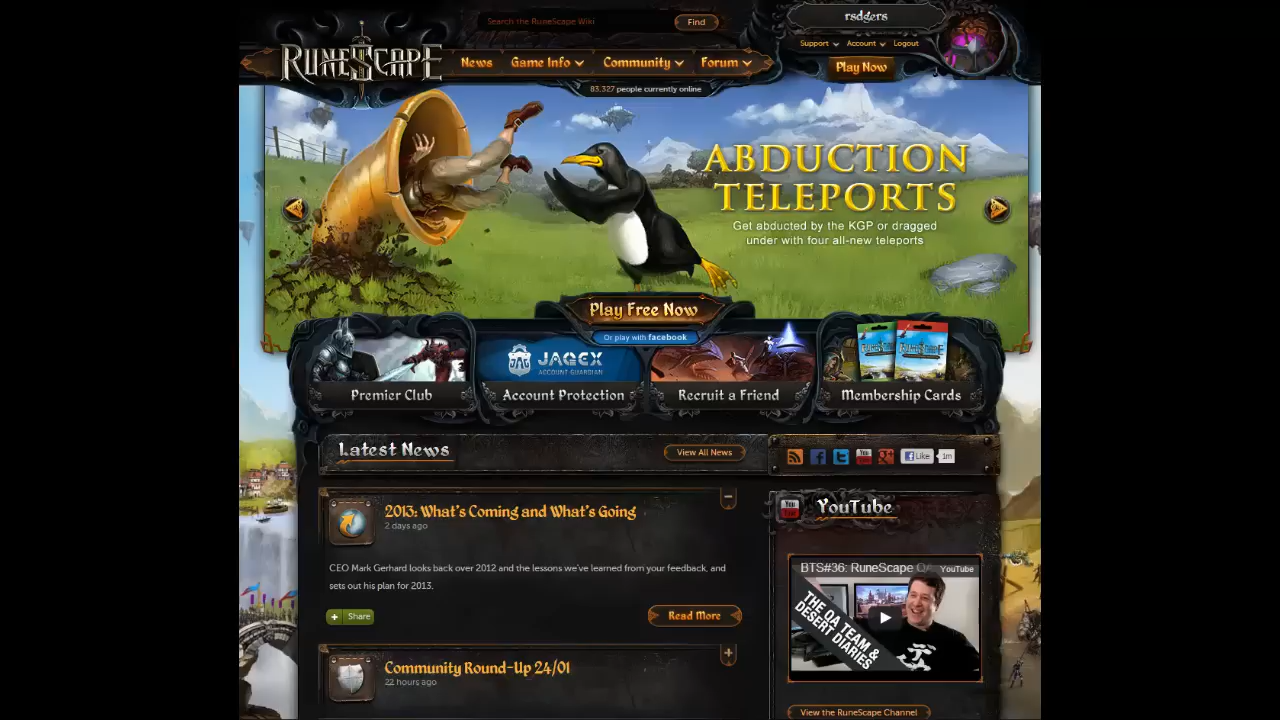 Search the RuneScape Wiki
Find
rsdgers
Support
Account
Logout
RuneScape
News
Game Info
Community
Forum
Play Now
83,327 people currently online
ABDUCTION
TELEPORTS
Get abducted by the KGP or dragged
under with four all-new teleports
Play Free Now
Or play with facebook
JAGEX
ACCOUNT GUARDIAN
RuneScape
Premier Club
Account Protection
Recruit a Friend
Membership Cards
Latest News
View All News
Like
1m
2013: What's Coming and What's Going
2 days ago
CEO Mark Gerhard looks back over 2012 and the lessons we've learned from your feedback, and
sets out his plan for 2013.
Share
Read More
Community Round-Up 24/01
22 hours ago
You
Tube
YouTube
BTS#36: RuneScape QA
YouTube
THE QA TEAM &
DESERT DIARIES
View the RuneScape Channel